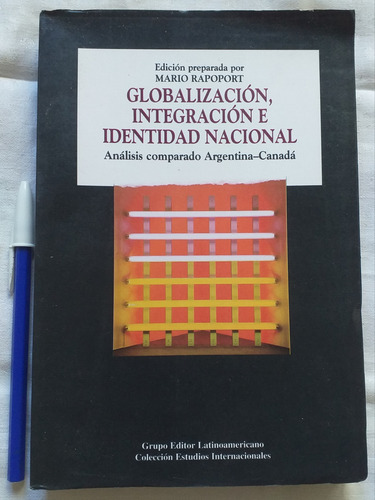 Edición preparada por
MARIO RAPOPORT
GLOBALIZACIÓN,
INTEGRACIÓN E
IDENTIDAD NACIONAL
Análisis comparado Argentina–Canadá
Grupo Editor Latinoamericano
Colección Estudios Internacionales